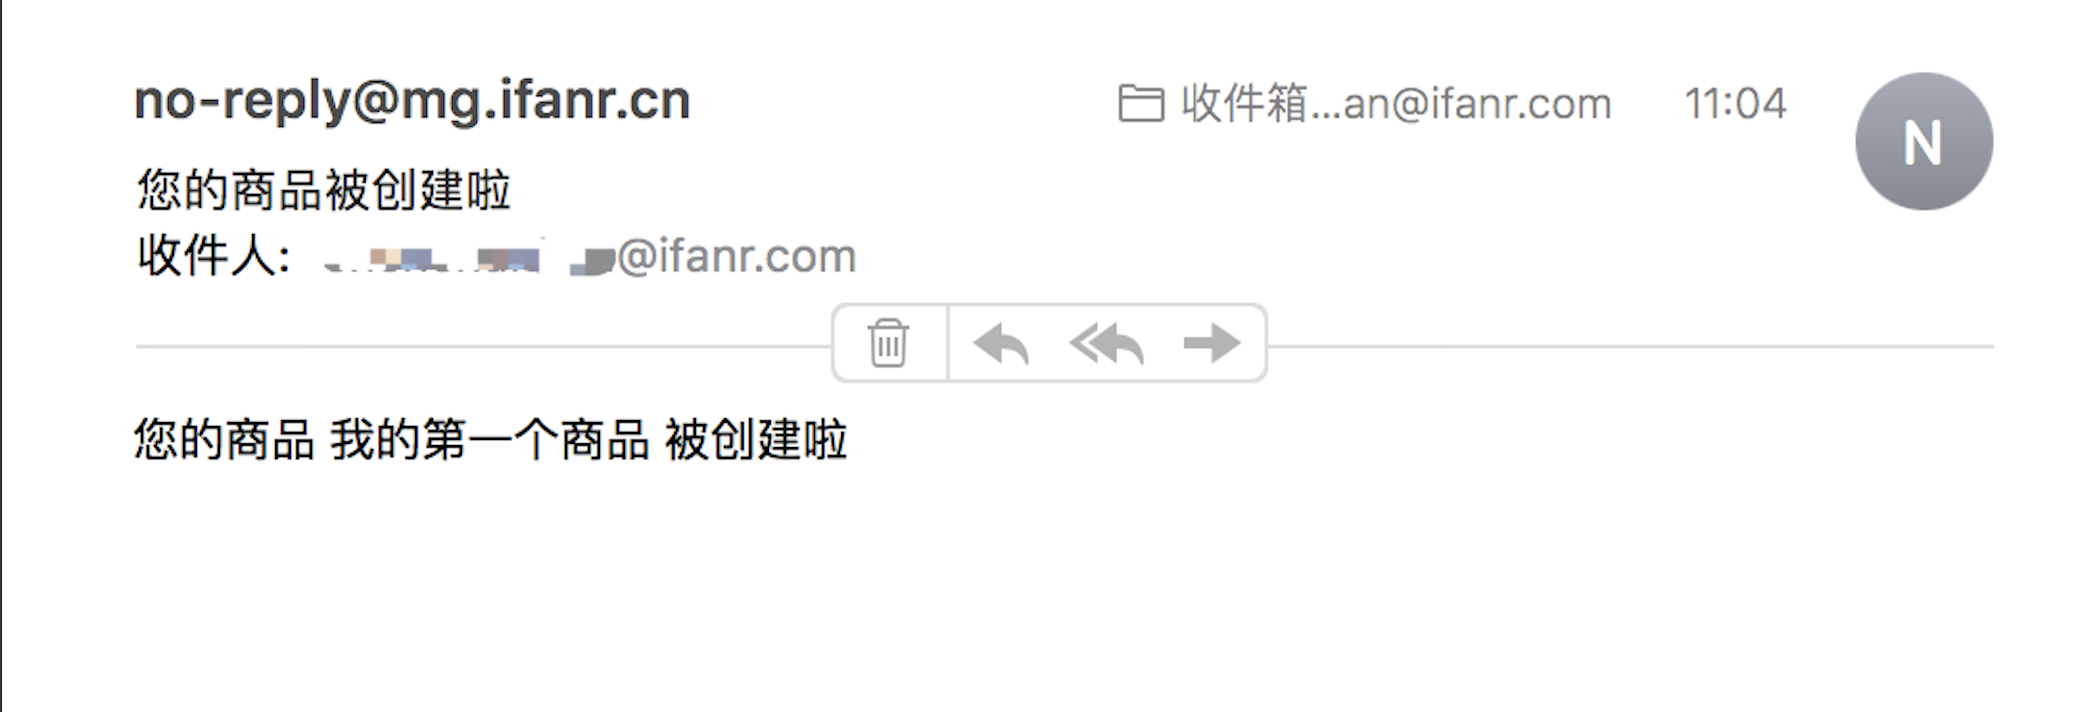 no-reply@mg.ifanr.cn
收件箱...an@ifanr.com 11:04
N
您的商品被创建啦
收件人: @ifanr.com
您的商品 我的第一个商品 被创建啦